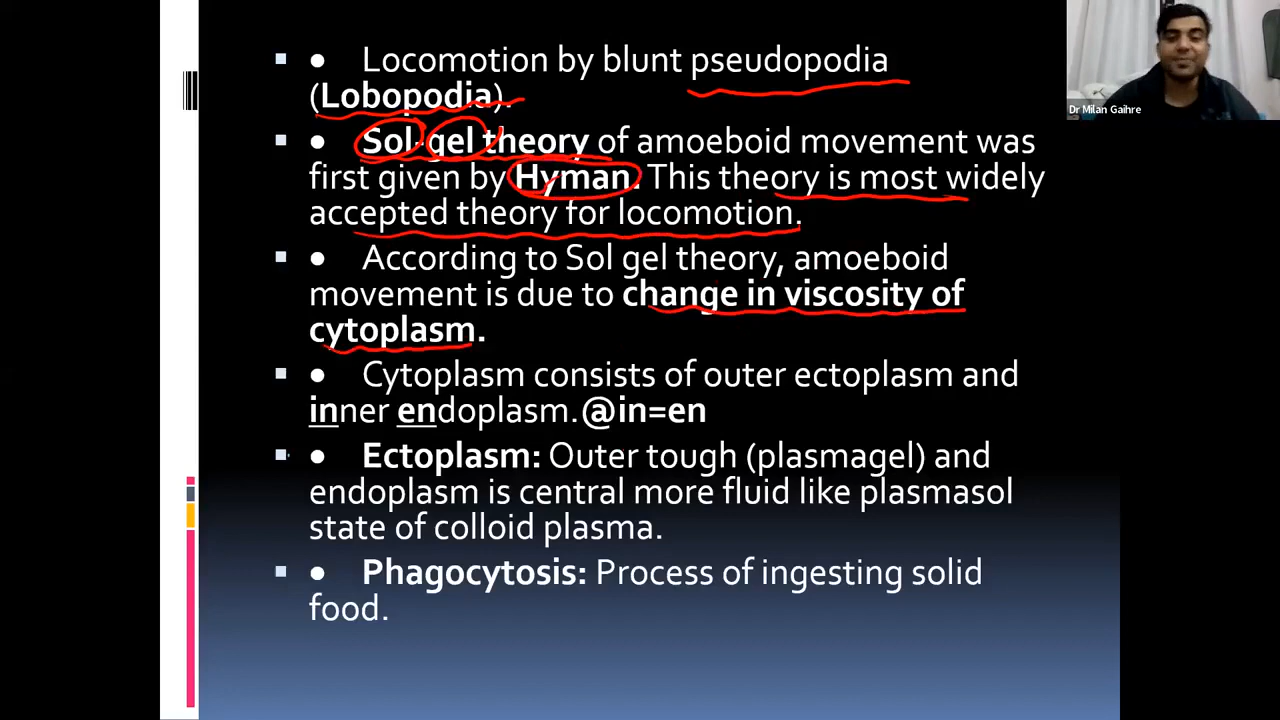 ● Locomotion by blunt pseudopodia
(Lobopodia).
● Sol-gel theory of amoeboid movement was
first given by Hyman. This theory is most widely
accepted theory for locomotion.
● According to Sol gel theory, amoeboid
movement is due to change in viscosity of
cytoplasm.
● Cytoplasm consists of outer ectoplasm and
inner endoplasm. @in=en
● Ectoplasm: Outer tough (plasmagel) and
endoplasm is central more fluid like plasmasol
state of colloid plasma.
● Phagocytosis: Process of ingesting solid
food.
Dr Milan Gaihre